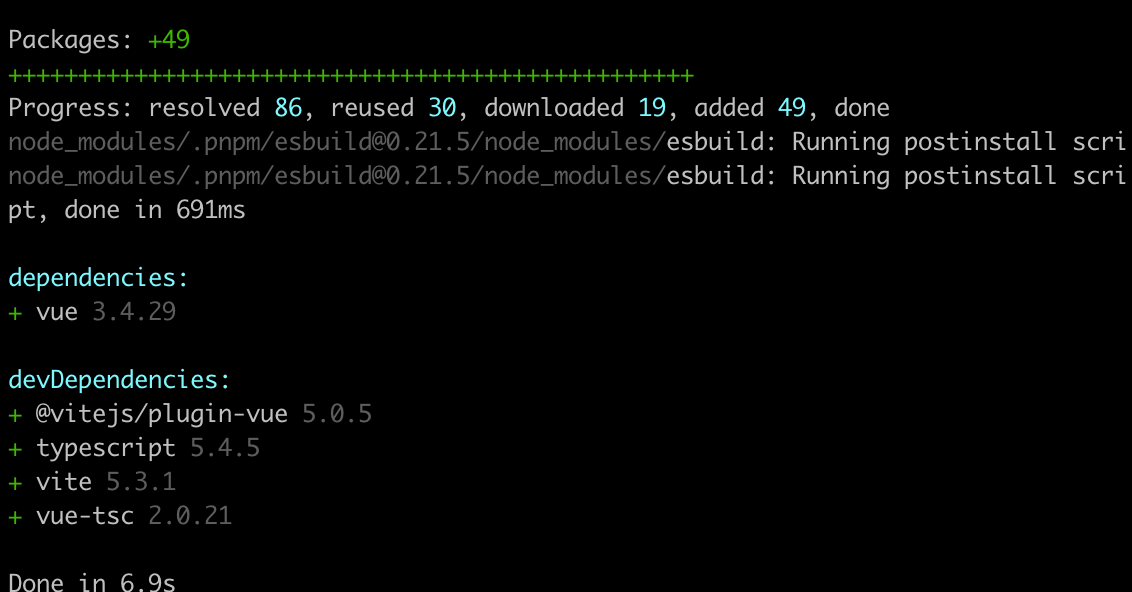 Packages: +49
+++++++++++++++++++++++++++++++++++++++++++++++++
Progress: resolved 86, reused 30, downloaded 19, added 49, done
node_modules/.pnpm/esbuild@0.21.5/node_modules/esbuild: Running postinstall scri
node_modules/.pnpm/esbuild@0.21.5/node_modules/esbuild: Running postinstall scri
pt, done in 691ms
dependencies:
+ vue 3.4.29
devDependencies:
+ @vitejs/plugin-vue 5.0.5
+ typescript 5.4.5
+ vite 5.3.1
+ vue-tsc 2.0.21
Done in 6.9s